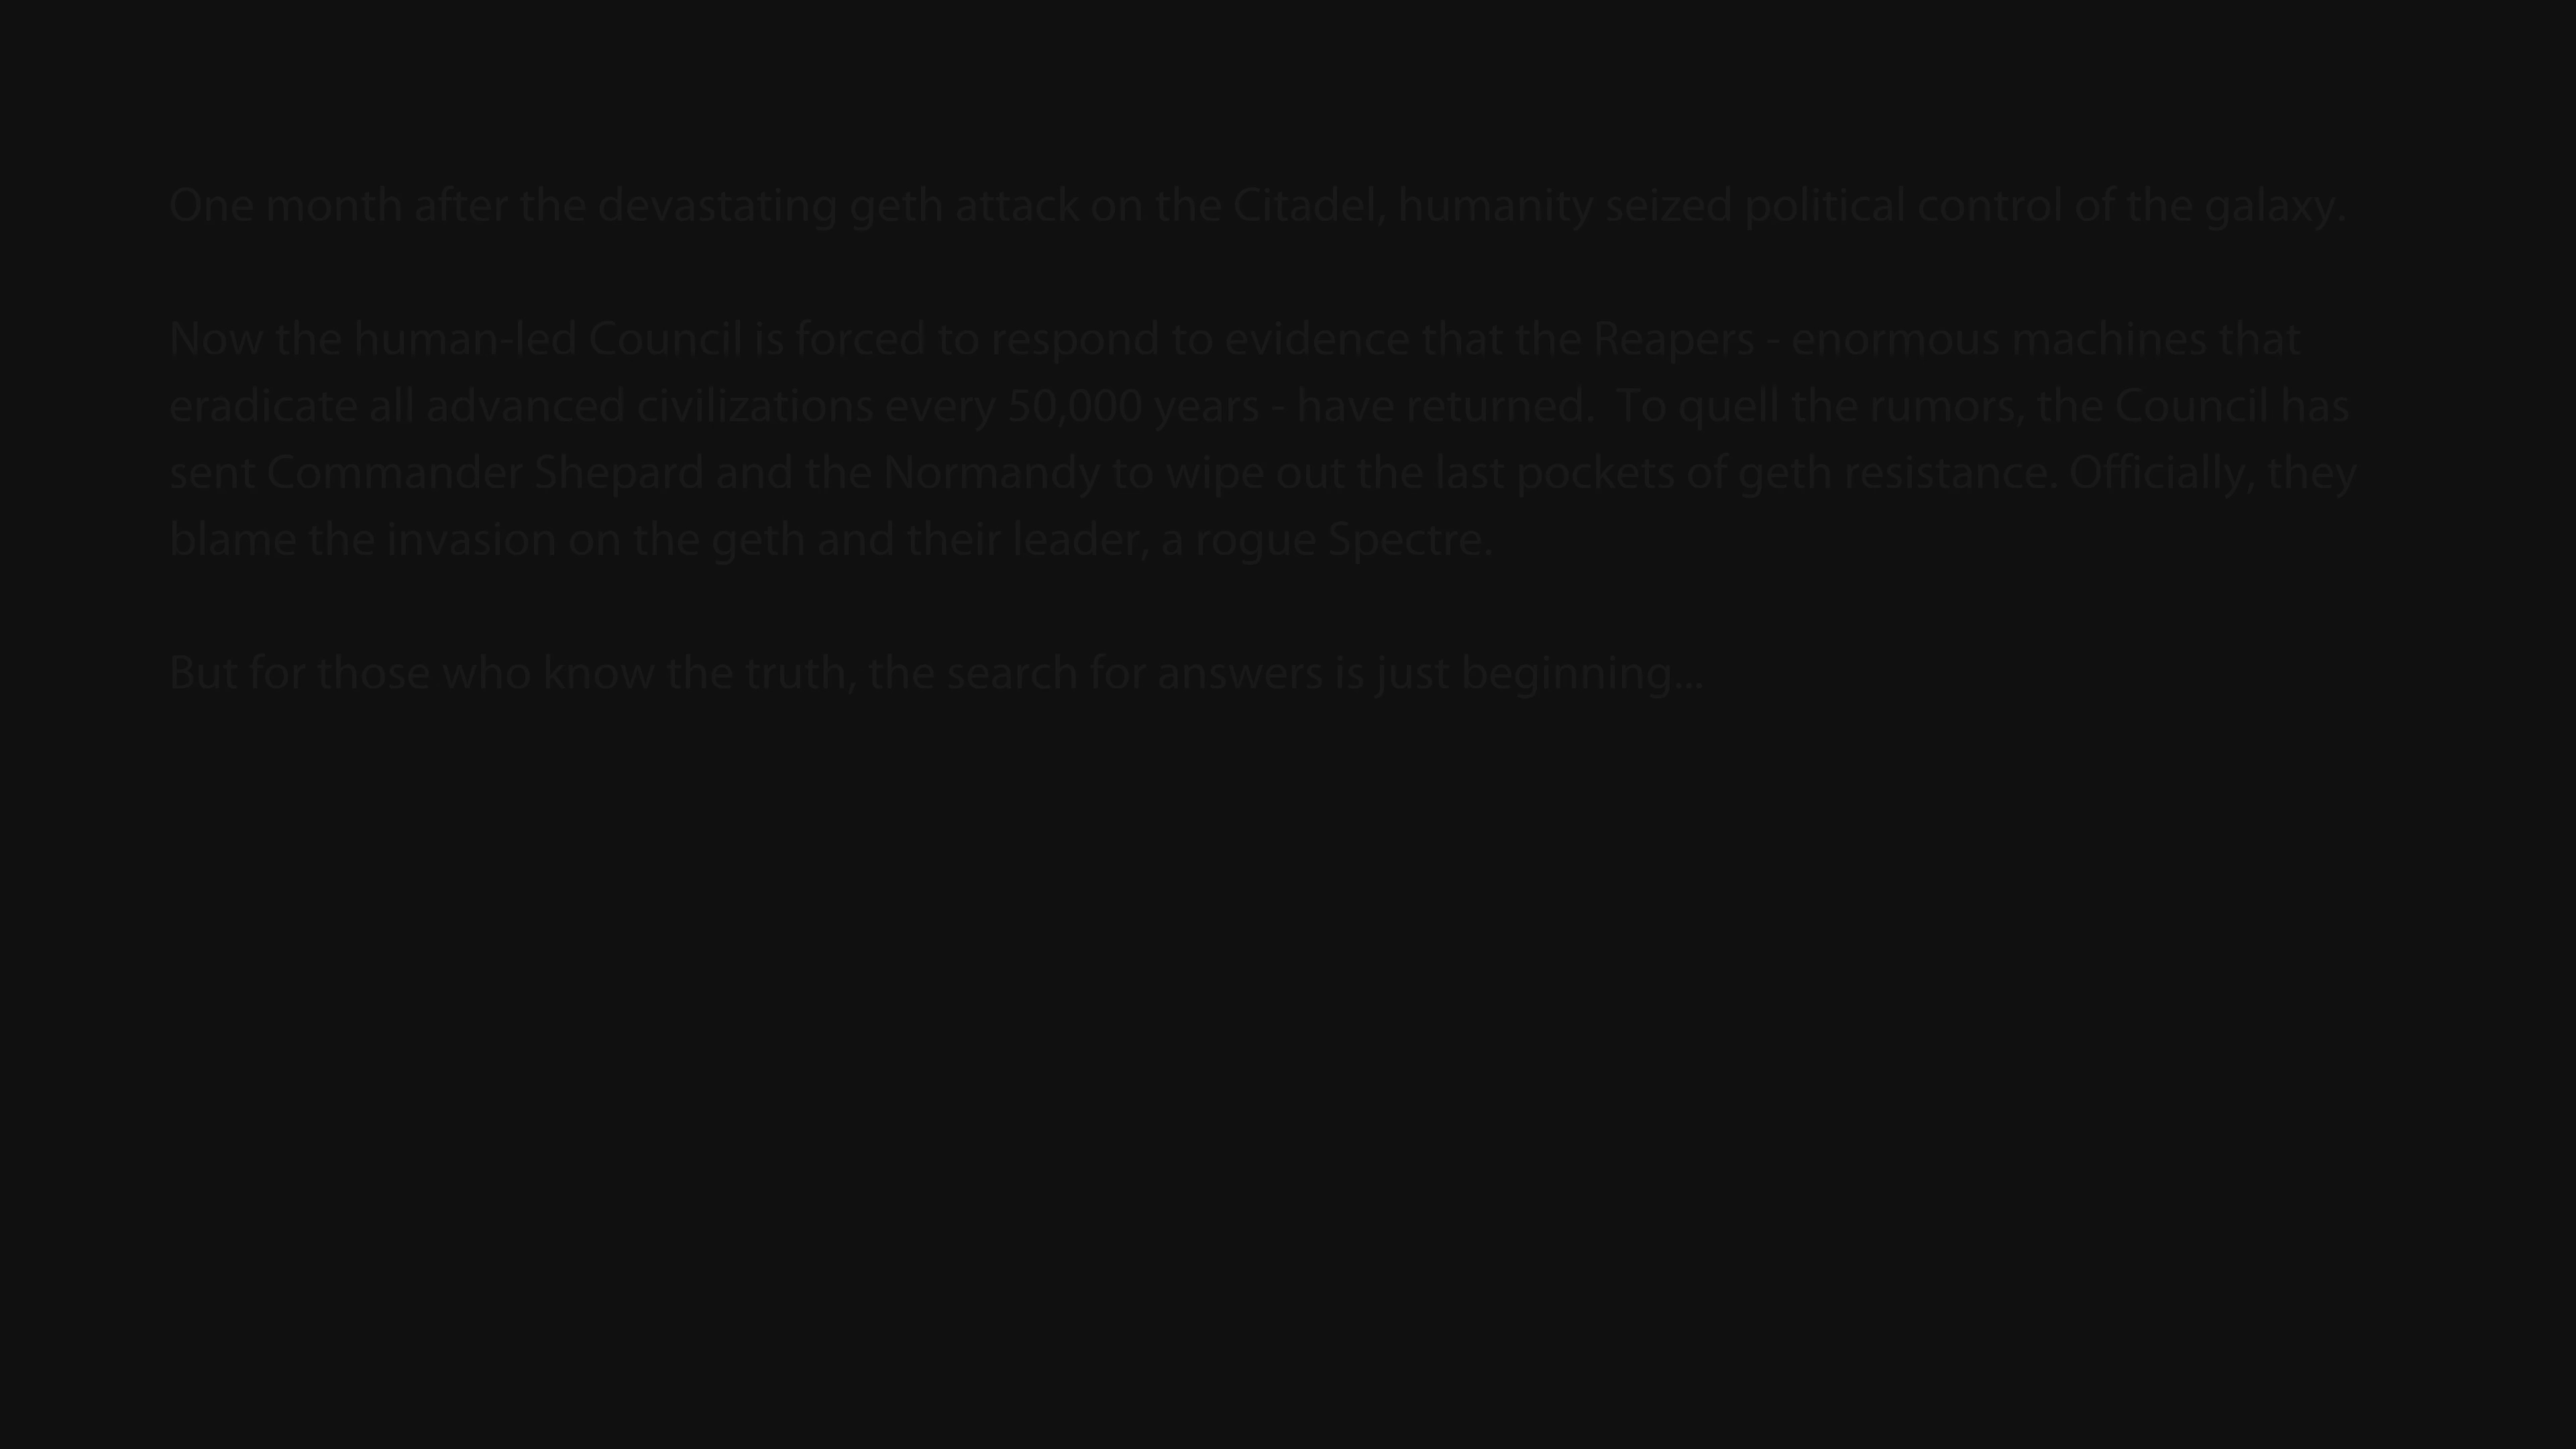 One month after the devastating geth attack on the Citadel, humanity seized political control of the galaxy.
Now the human-led Council is forced to respond to evidence that the Reapers - enormous machines that
eradicate all advanced civilizations every 50,000 years - have returned.  To quell the rumors, the Council has
sent Commander Shepard and the Normandy to wipe out the last pockets of geth resistance. Officially, they
blame the invasion on the geth and their leader, a rogue Spectre.
But for those who know the truth, the search for answers is just beginning...